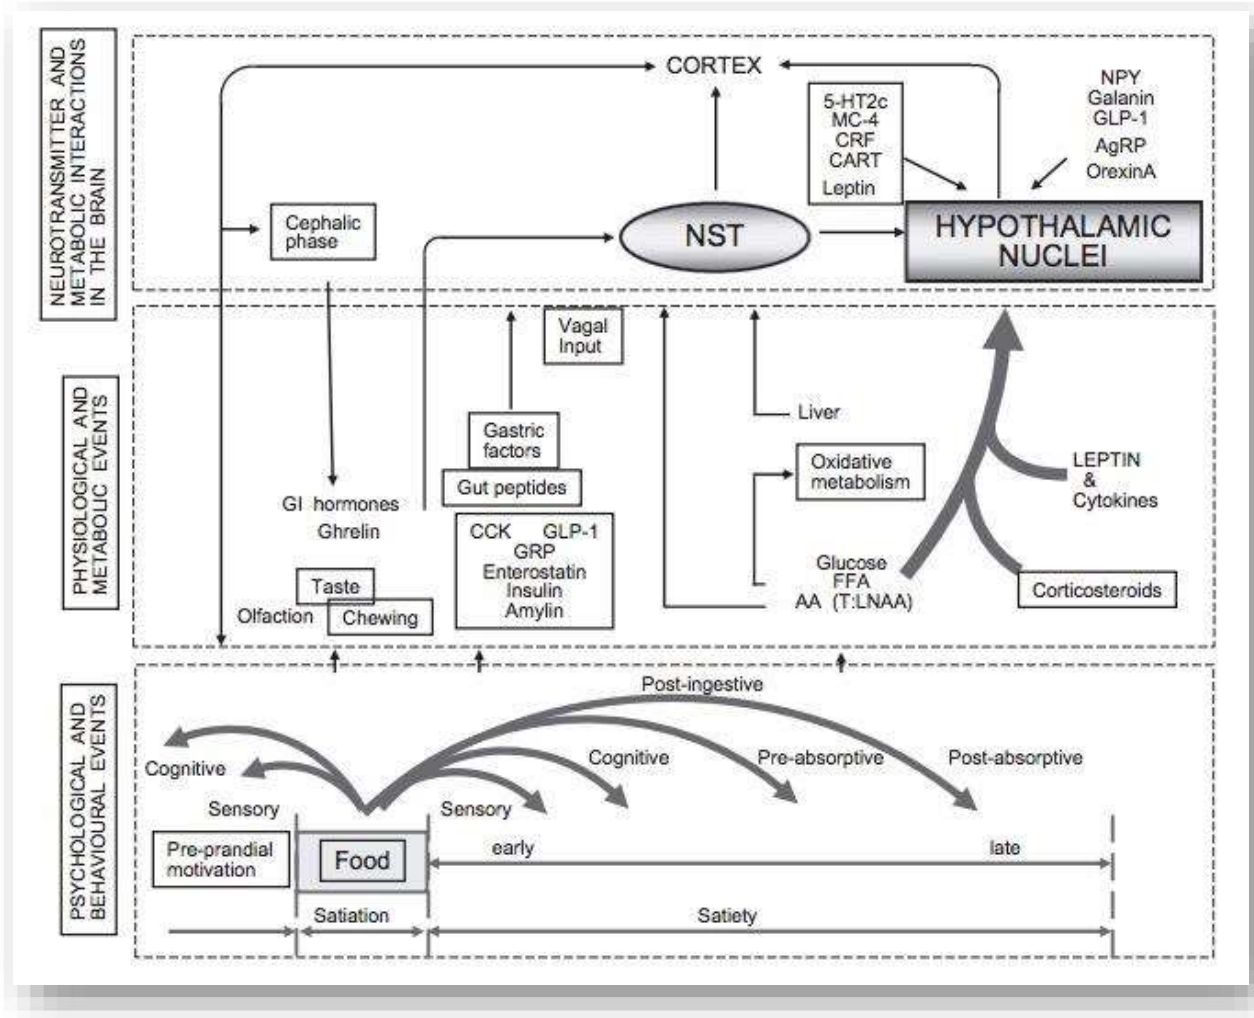 NEUROTRANSMITTER AND
METABOLIC INTERACTIONS
IN THE BRAIN
CORTEX
5-HT2c
MC-4
CRF
CART
Leptin
NPY
Galanin
GLP-1
AgRP
OrexinA
Cephalic
phase
NST
HYPOTHALAMIC
NUCLEI
PHYSIOLOGICAL AND
METABOLIC EVENTS
Vagal
Input
Liver
Gastric
factors
Gut peptides
Oxidative
metabolism
LEPTIN
&
Cytokines
GI hormones
Ghrelin
CCK GLP-1
GRP
Enterostatin
Insulin
Amylin
Glucose
FFA
AA (T:LNAA)
Corticosteroids
Taste
Olfaction
Chewing
PSYCHOLOGICAL AND
BEHAVIOURAL EVENTS
Post-ingestive
Cognitive
Cognitive
Pre-absorptive
Post-absorptive
Sensory
Sensory
Pre-prandial
motivation
Food
early
late
Satiation
Satiety